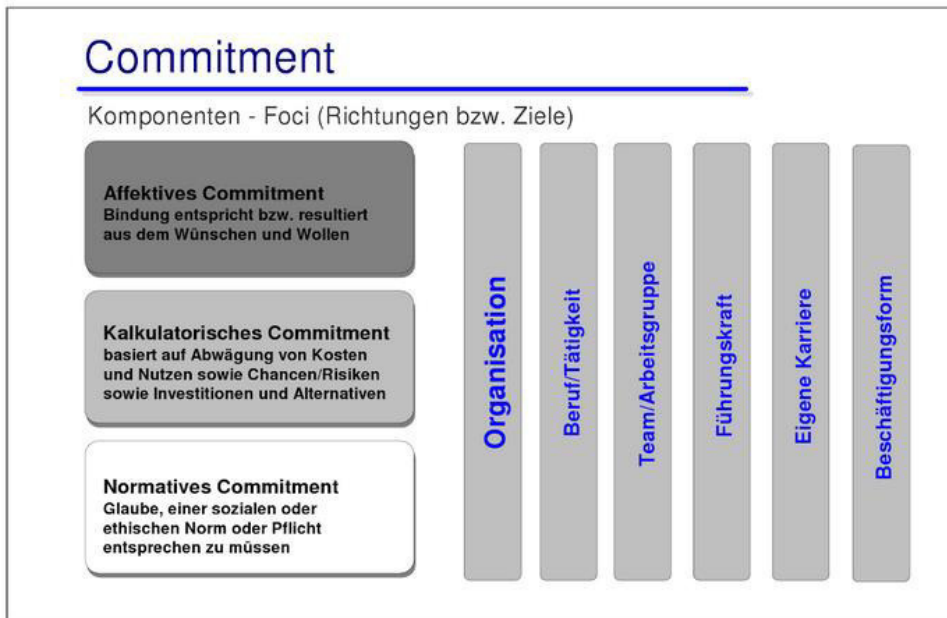 Commitment
Komponenten - Foci (Richtungen bzw. Ziele)
Affektives Commitment
Bindung entspricht bzw. resultiert
aus dem Wünschen und Wollen
Kalkulatorisches Commitment
basiert auf Abwägung von Kosten
und Nutzen sowie Chancen/Risiken
sowie Investitionen und Alternativen
Normatives Commitment
Glaube, einer sozialen oder
ethischen Norm oder Pflicht
entsprechen zu müssen
Organisation
Beruf/Tätigkeit
Team/Arbeitsgruppe
Führungskraft
Eigene Karriere
Beschäftigungsform